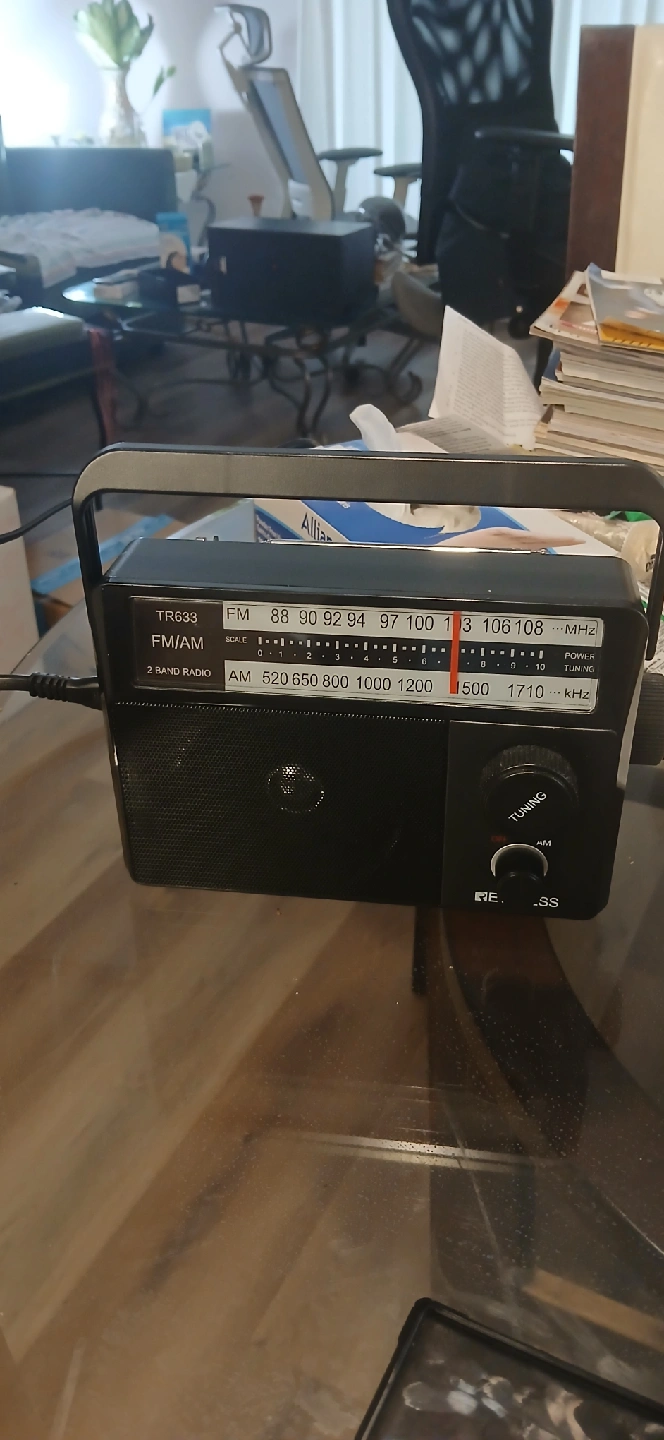 Allian
TR633
FM/AM
2 BAND RADIO
FM 88 90 92 94 97 100 103 106 108 ···MHz
SCALE
0 · 1 · 2 · 3 · 4 · 5 · 6 · 8 · 9 · 10
POWER
TUNING
AM 520 650 800 1000 1200 1500 1710 ···kHz
TUNING
AM